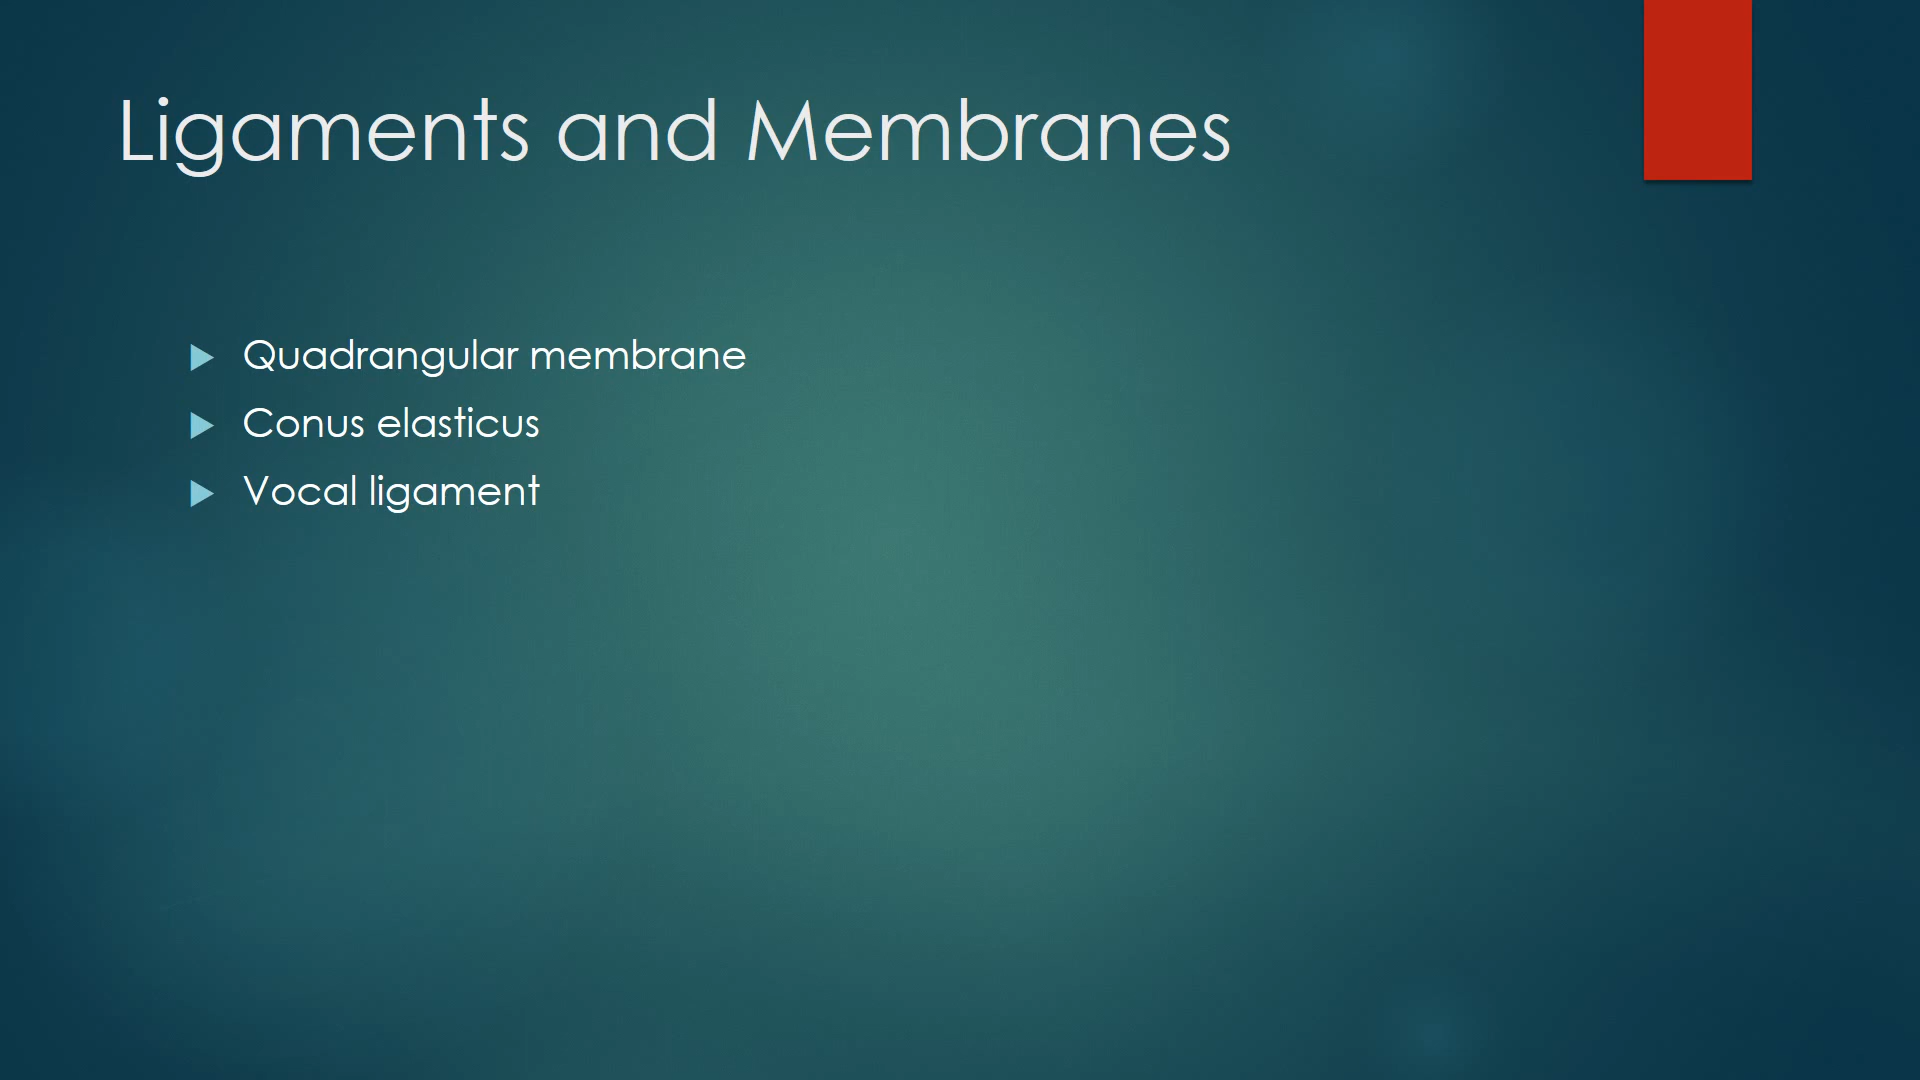 Ligaments and Membranes
Quadrangular membrane
Conus elasticus
Vocal ligament